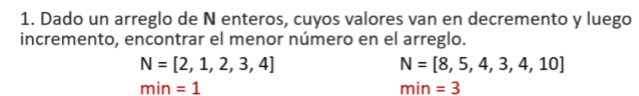 1. Dado un arreglo de N enteros, cuyos valores van en decremento y luego
incremento, encontrar el menor número en el arreglo.
N = [2, 1, 2, 3, 4] N = [8, 5, 4, 3, 4, 10]
min = 1 min = 3